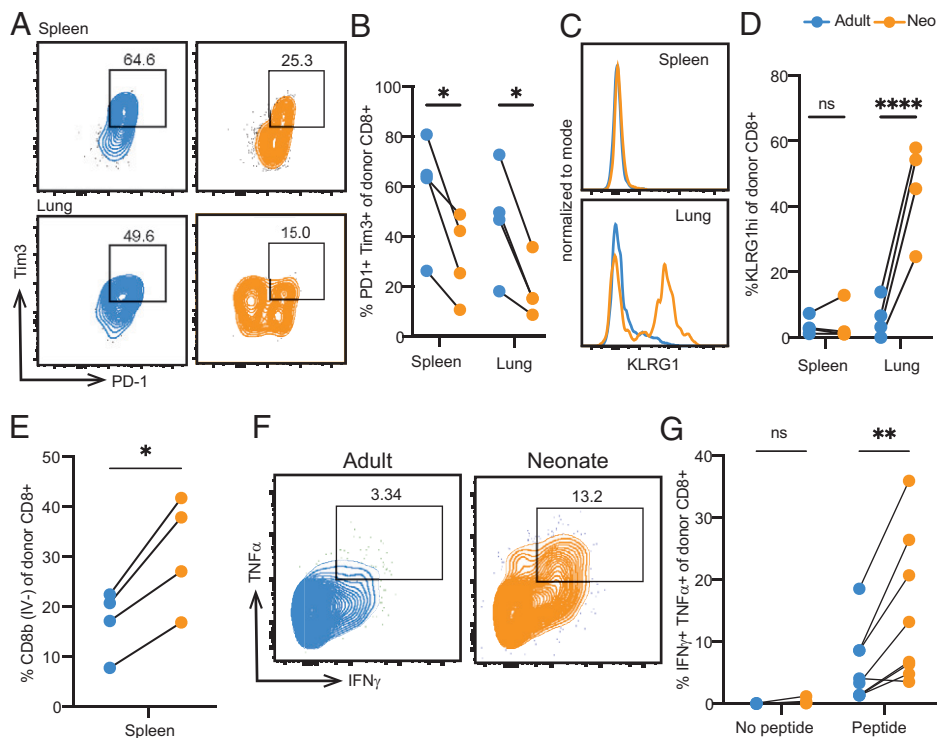 A
Spleen
64.6
25.3
Lung
49.6
15.0
Tim3
PD-1
B
% PD1+ Tim3+ of donor CD8+
100
80
60
40
20
0
*
*
Spleen
Lung
C
normalized to mode
Spleen
Lung
KLRG1
D
Adult
Neo
%KLRG1hi of donor CD8+
80
60
40
20
0
ns
****
Spleen
Lung
E
% CD8b (IV-) of donor CD8+
50
40
30
20
10
0
*
Spleen
F
Adult
Neonate
3.34
13.2
TNFα
IFNγ
G
% IFNγ+ TNFα+ of donor CD8+
40
30
20
10
0
ns
**
No peptide
Peptide